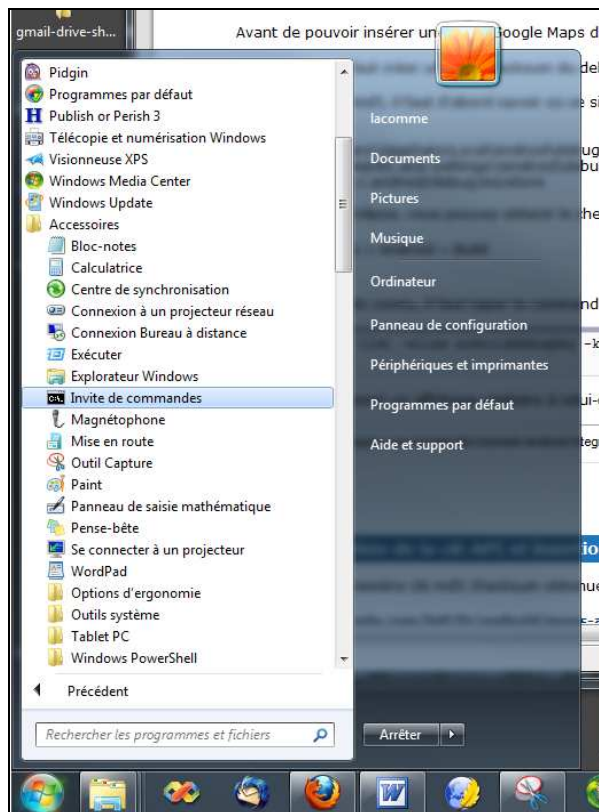 gmail-drive-sh...
Avant de pouvoir insérer un Google Maps d
Pidgin
Programmes par défaut
Publish or Perish 3
Télécopie et numérisation Windows
Visionneuse XPS
Windows Media Center
Windows Update
Accessoires
Bloc-notes
Calculatrice
Centre de synchronisation
Connexion à un projecteur réseau
Connexion Bureau à distance
Exécuter
Explorateur Windows
Invite de commandes
Magnétophone
Mise en route
Outil Capture
Paint
Panneau de saisie mathématique
Pense-bête
Se connecter à un projecteur
WordPad
Options d'ergonomie
Outils système
Tablet PC
Windows PowerShell
Précédent
Rechercher les programmes et fichiers
lacomme
Documents
Pictures
Musique
Ordinateur
Panneau de configuration
Périphériques et imprimantes
Programmes par défaut
Aide et support
Arrêter